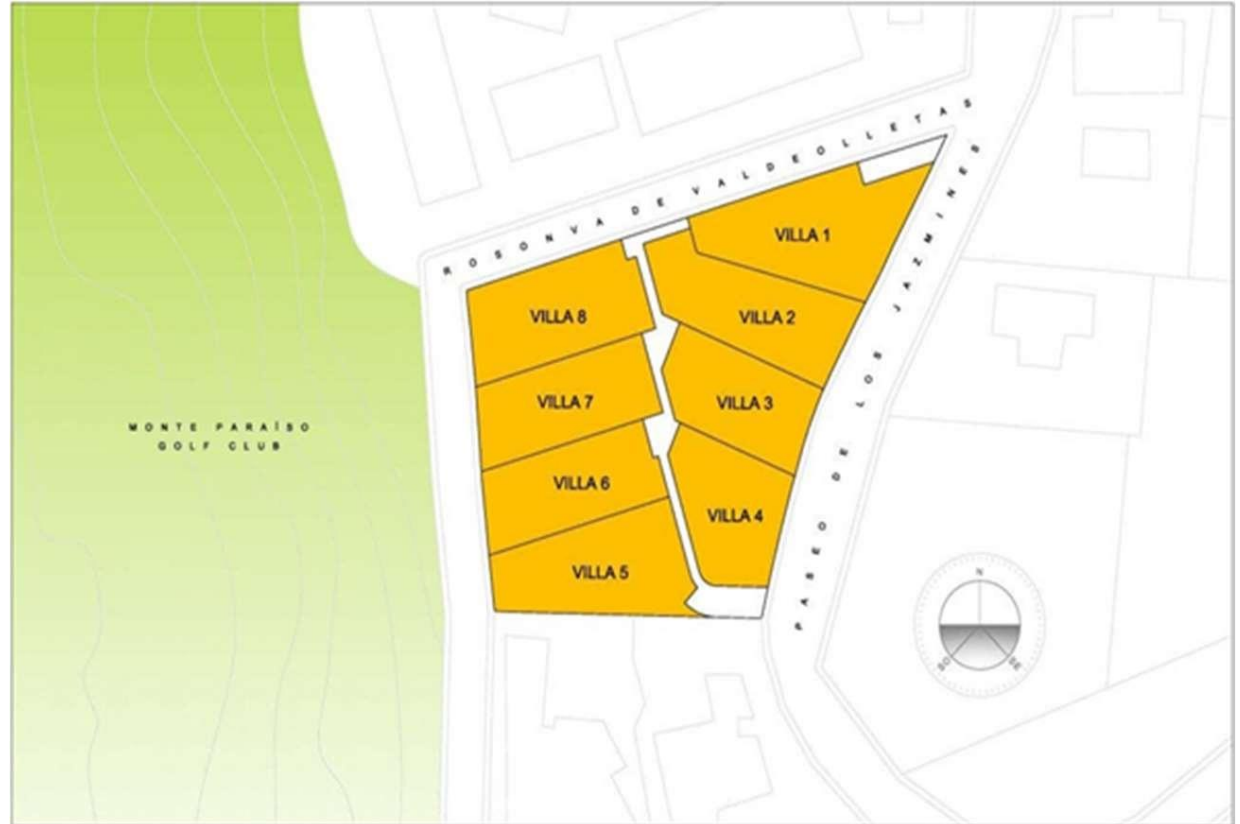 ROSONVA DE VALDEOLLETAS
VILLA 1
VILLA 2
VILLA 3
VILLA 4
VILLA 8
VILLA 7
VILLA 6
VILLA 5
PASEO DE LOS JAZMINES
MONTE PARAÍSO
GOLF CLUB
N
SO
SE